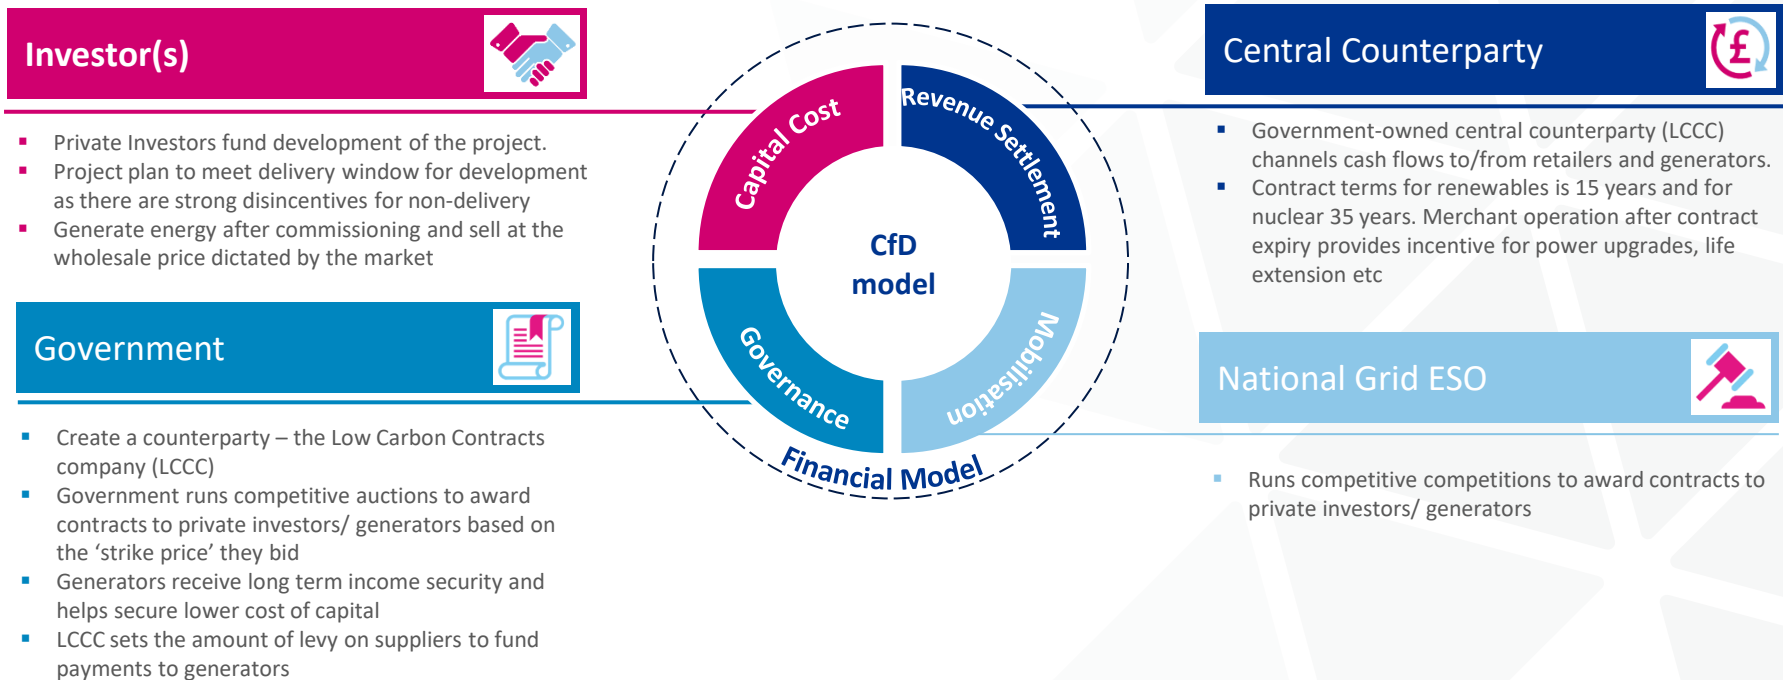 Investor(s)
▪ Private Investors fund development of the project.
▪ Project plan to meet delivery window for development
as there are strong disincentives for non-delivery
▪ Generate energy after commissioning and sell at the
wholesale price dictated by the market
Government
▪ Create a counterparty – the Low Carbon Contracts
company (LCCC)
▪ Government runs competitive auctions to award
contracts to private investors/ generators based on
the ‘strike price’ they bid
▪ Generators receive long term income security and
helps secure lower cost of capital
▪ LCCC sets the amount of levy on suppliers to fund
payments to generators
Capital Cost
Revenue Settlement
CfD
model
Governance
Mobilisation
Financial Model
Central Counterparty
£
▪ Government-owned central counterparty (LCCC)
channels cash flows to/from retailers and generators.
▪ Contract terms for renewables is 15 years and for
nuclear 35 years. Merchant operation after contract
expiry provides incentive for power upgrades, life
extension etc
National Grid ESO
▪ Runs competitive competitions to award contracts to
private investors/ generators